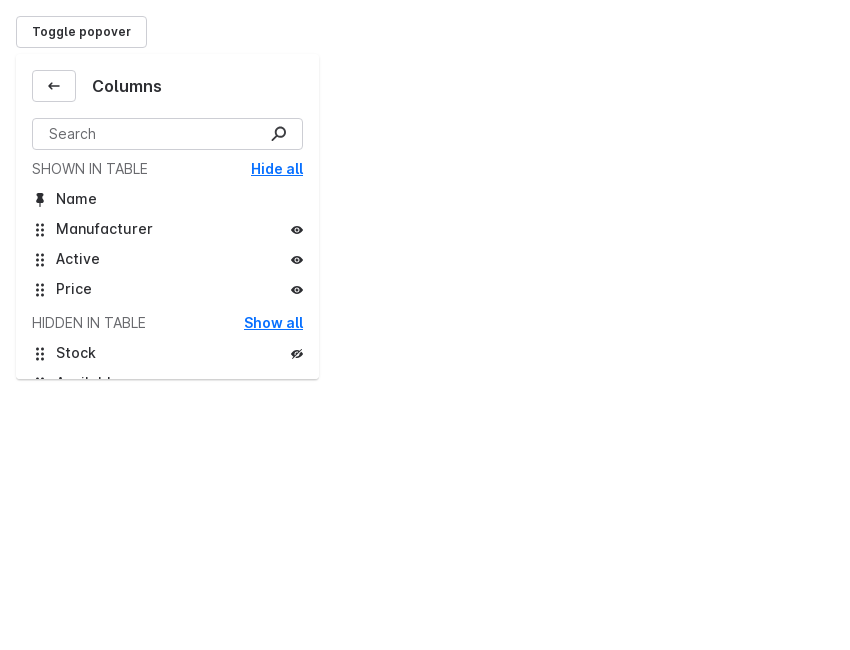 Toggle popover
Columns
Search
SHOWN IN TABLE Hide all
Name
Manufacturer
Active
Price
HIDDEN IN TABLE Show all
Stock